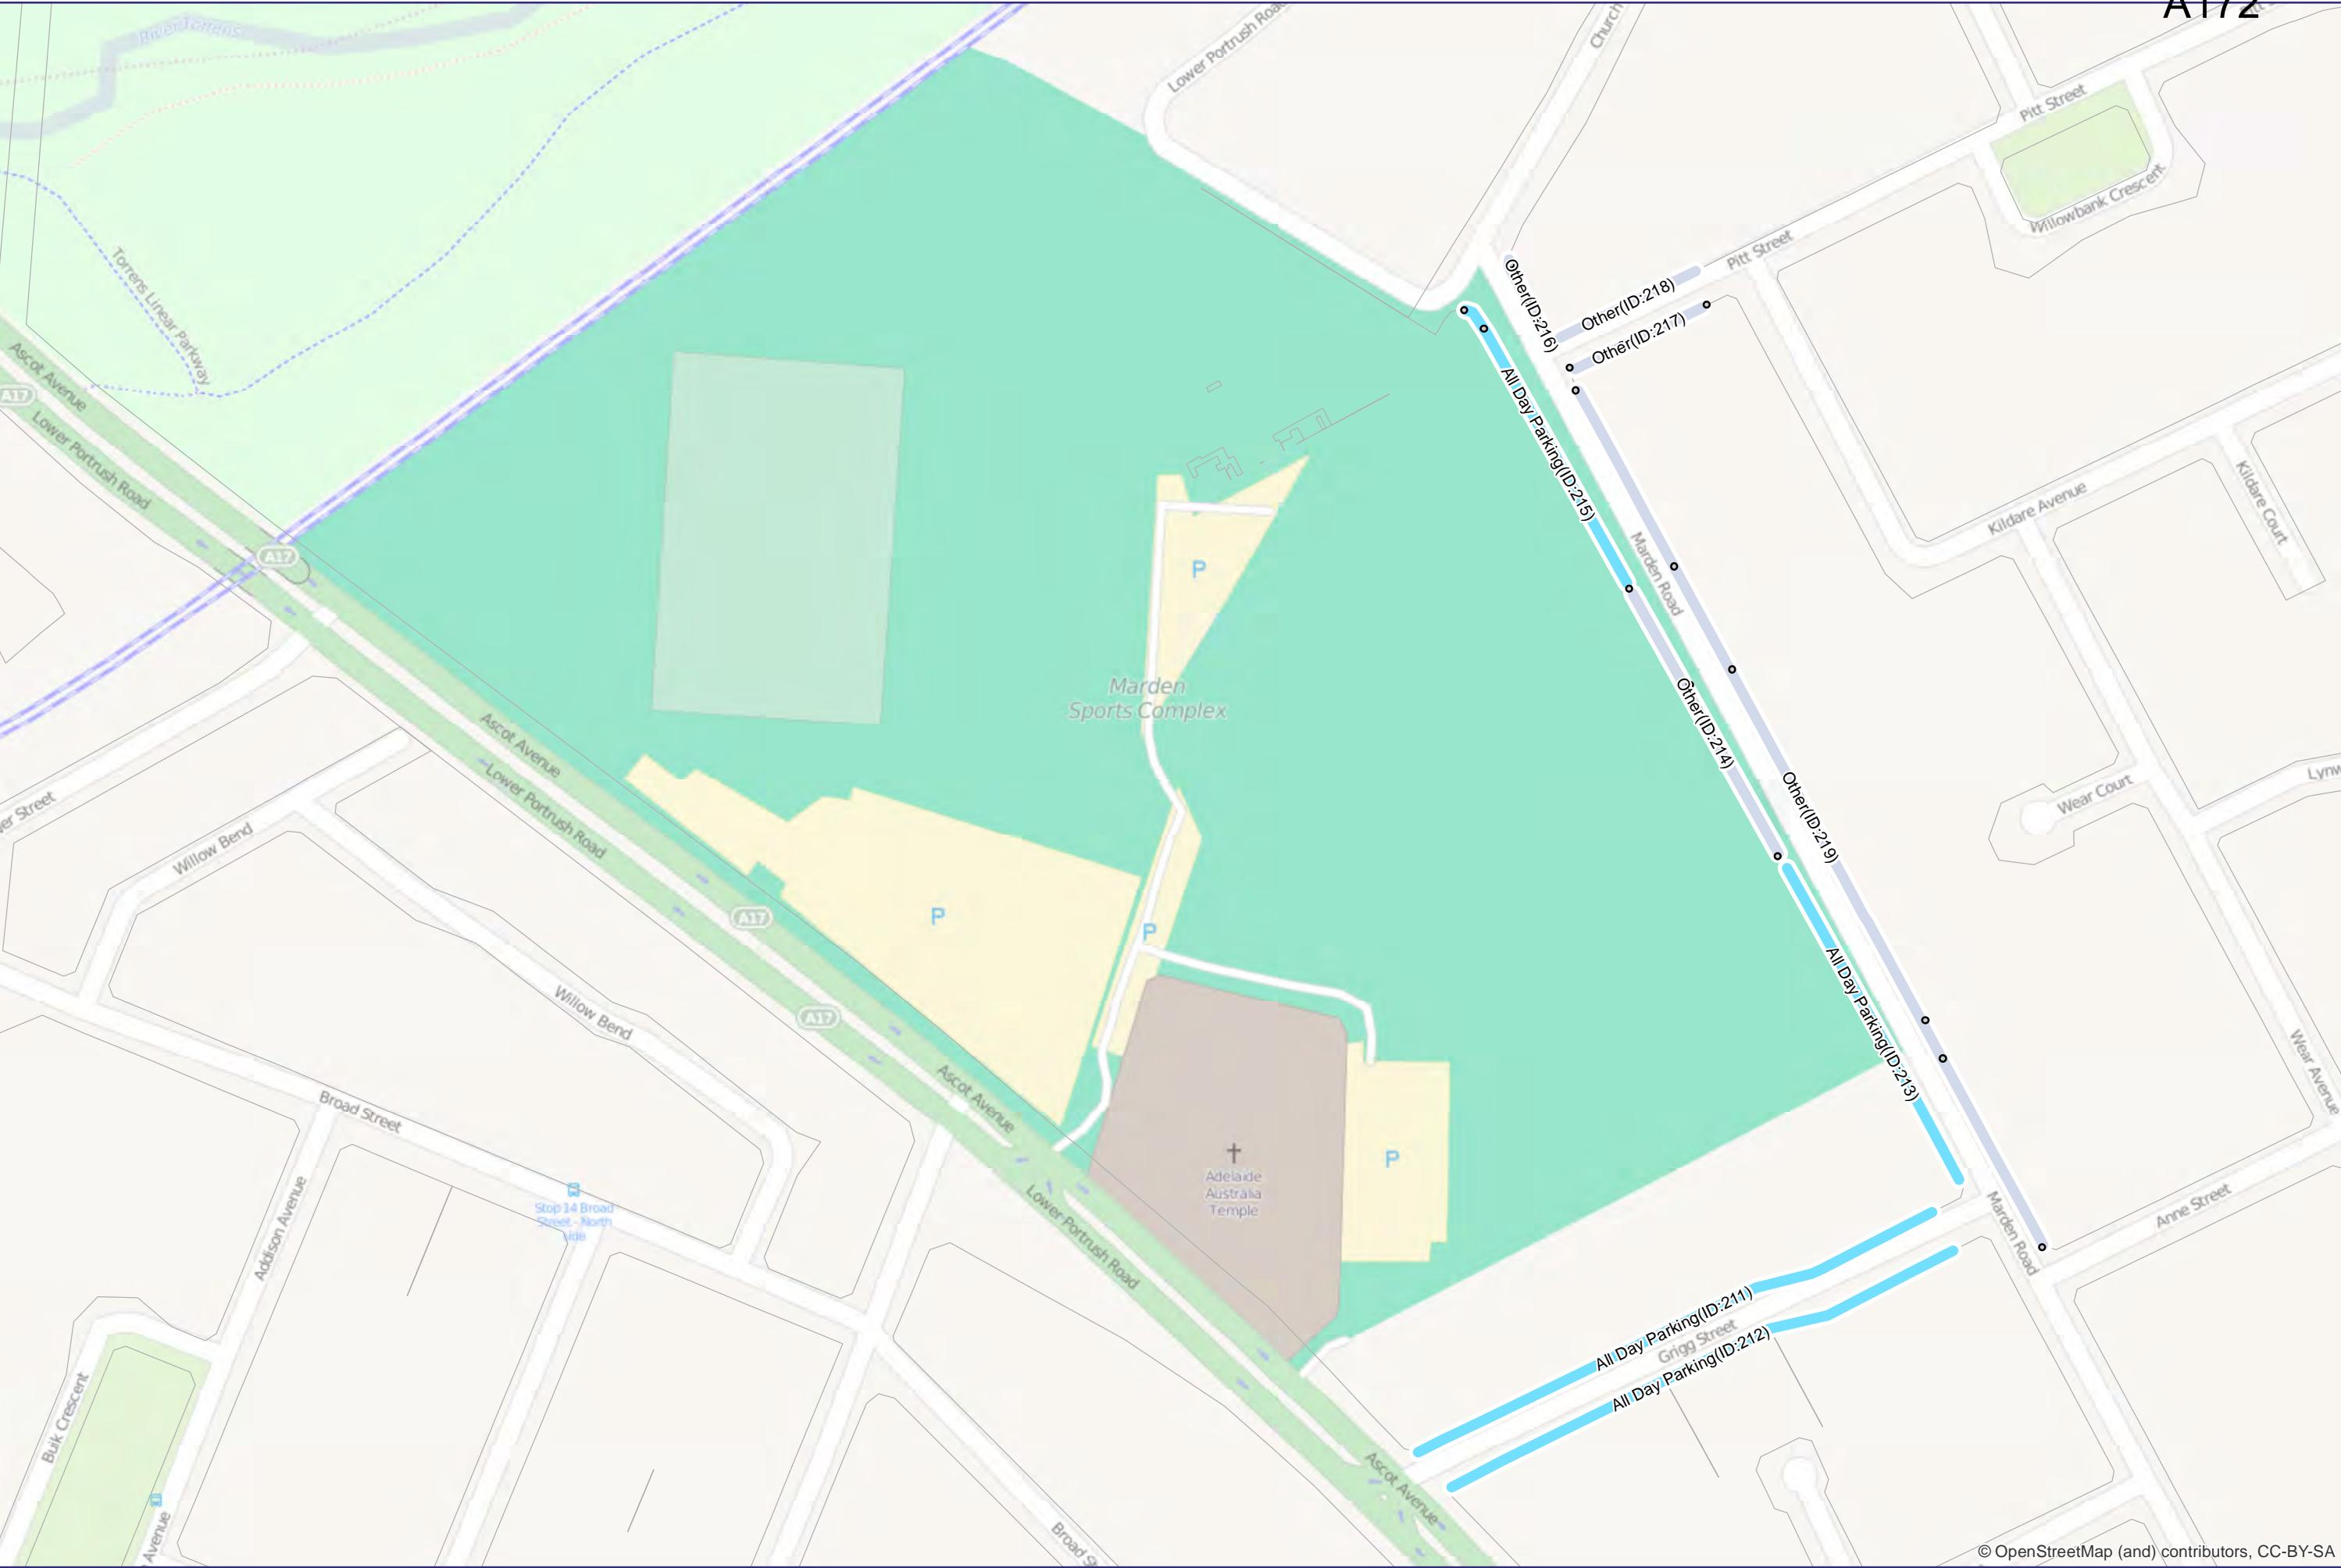 A172
River Torrens
Lower Portrush Road
Church
Pitt Street
Willowbank Crescent
Pitt Street
Torrens Linear Parkway
Other(ID:216)
Other(ID:218)
Other(ID:217)
Ascot Avenue
A17
Lower Portrush Road
All Day Parking(ID:215)
Kildare Avenue
Kildare Court
A17
P
Marden Road
Marden
Sports Complex
Other(ID:214)
Ascot Avenue
Lower Portrush Road
Other(ID:219)
Wear Court
Willow Bend
P
A17
P
All Day Parking(ID:213)
Willow Bend
A17
Wear Avenue
Ascot Avenue
Broad Street
P
Adelaide
Australia
Temple
Stop 14 Broad
Street - North
side
Addison Avenue
Lower Portrush Road
Marden Road
Anne Street
All Day Parking(ID:211)
Grigg Street
All Day Parking(ID:212)
Buik Crescent
Ascot Avenue
Avenue
Broad
© OpenStreetMap (and) contributors, CC-BY-SA